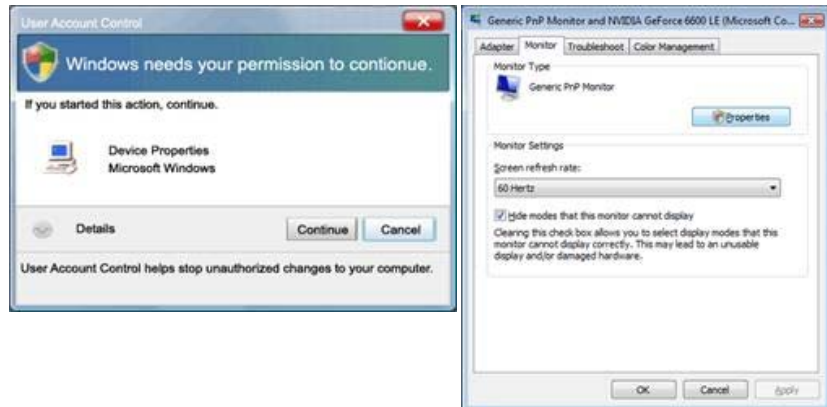 User Account Control
Windows needs your permission to contionue.
If you started this action, continue.
Device Properties
Microsoft Windows
Details
Continue
Cancel
User Account Control helps stop unauthorized changes to your computer.
Generic PnP Monitor and NVIDIA GeForce 6600 LE (Microsoft Co...
Adapter Monitor Troubleshoot Color Management
Monitor Type
Generic PnP Monitor
Properties
Monitor Settings
Screen refresh rate:
60 Hertz
Hide modes that this monitor cannot display
Clearing this check box allows you to select display modes that this
monitor cannot display correctly. This may lead to an unusable
display and/or damaged hardware.
OK Cancel Apply